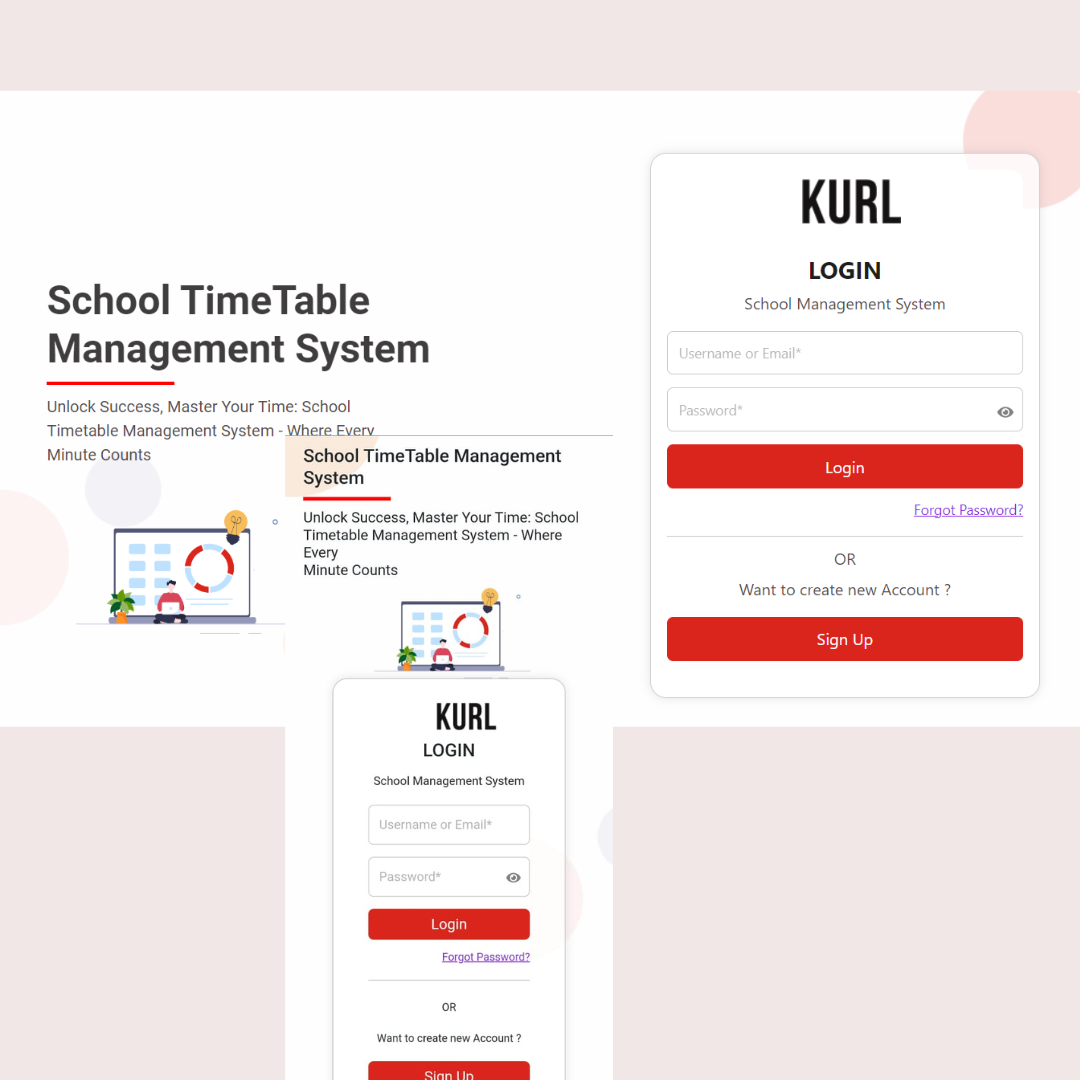 School TimeTable
Management System
Unlock Success, Master Your Time: School
Timetable Management System - Where Every
Minute Counts
KURL
LOGIN
School Management System
Username or Email*
Password*
Login
Forgot Password?
OR
Want to create new Account ?
Sign Up
School TimeTable Management
System
Unlock Success, Master Your Time: School
Timetable Management System - Where
Every
Minute Counts
KURL
LOGIN
School Management System
Username or Email*
Password*
Login
Forgot Password?
OR
Want to create new Account ?
Sign Up